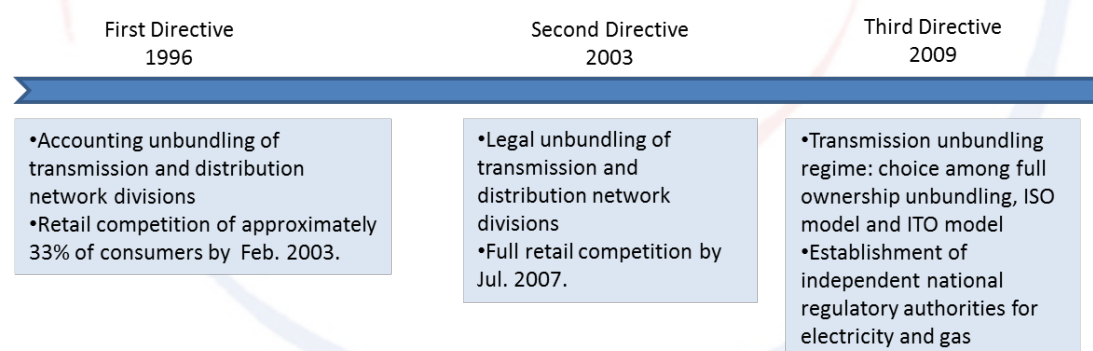 First Directive
1996
Second Directive
2003
Third Directive
2009
•Accounting unbundling of
transmission and distribution
network divisions
•Retail competition of approximately
33% of consumers by Feb. 2003.
•Legal unbundling of
transmission and
distribution network
divisions
•Full retail competition by
Jul. 2007.
•Transmission unbundling
regime: choice among full
ownership unbundling, ISO
model and ITO model
•Establishment of
independent national
regulatory authorities for
electricity and gas